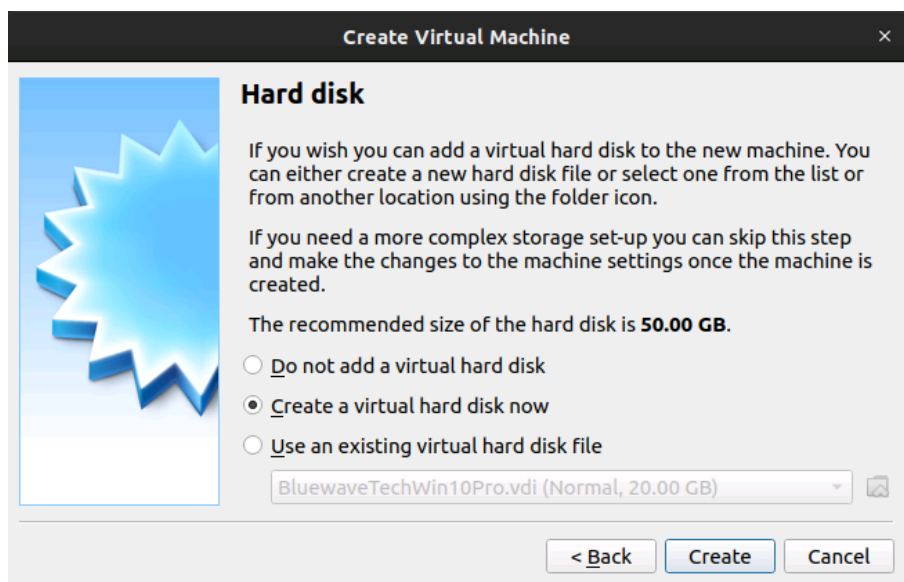 Create Virtual Machine
×
Hard disk
If you wish you can add a virtual hard disk to the new machine. You
can either create a new hard disk file or select one from the list or
from another location using the folder icon.
If you need a more complex storage set-up you can skip this step
and make the changes to the machine settings once the machine is
created.
The recommended size of the hard disk is 50.00 GB.
Do not add a virtual hard disk
Create a virtual hard disk now
Use an existing virtual hard disk file
BluewaveTechWin10Pro.vdi (Normal, 20.00 GB)
< Back
Create
Cancel